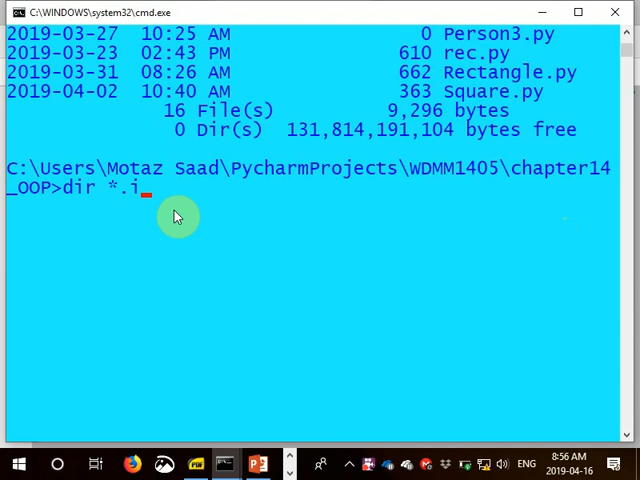 C:\WINDOWS\system32\cmd.exe
2019-03-27  10:25 AM                 0 Person3.py
2019-03-23  02:43 PM               610 rec.py
2019-03-31  08:26 AM               662 Rectangle.py
2019-04-02  10:40 AM               363 Square.py
16 File(s)          9,296 bytes
0 Dir(s)  131,814,191,104 bytes free
C:\Users\Motaz Saad\PycharmProjects\WDMM1405\chapter14
_OOP>dir *.i
PDF
ENG
8:56 AM
2019-04-16